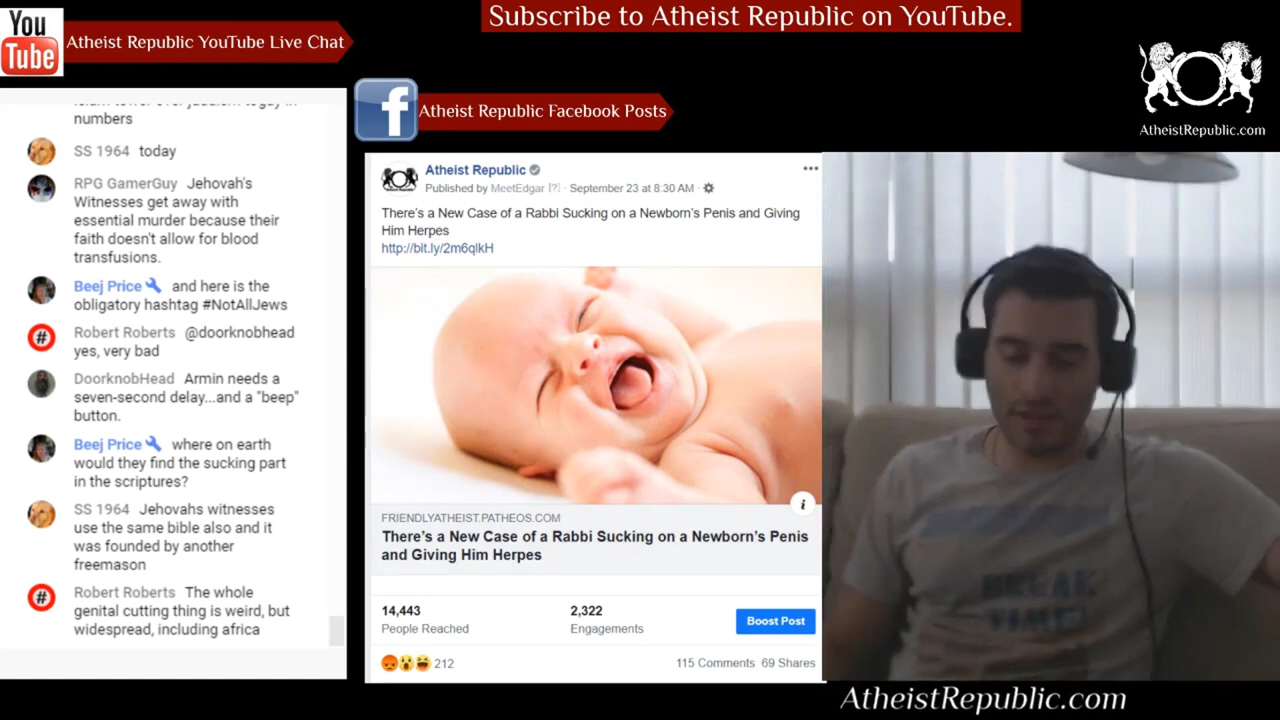 Subscribe to Atheist Republic on YouTube.
You
Tube
Atheist Republic YouTube Live Chat
Atheist Republic Facebook Posts
AtheistRepublic.com
numbers
SS 1964 today
RPG GamerGuy Jehovah's
Witnesses get away with
essential murder because their
faith doesn't allow for blood
transfusions.
Beej Price and here is the
obligatory hashtag #NotAllJews
# Robert Roberts @doorknobhead
yes, very bad
DoorknobHead Armin needs a
seven-second delay...and a "beep"
button.
Beej Price where on earth
would they find the sucking part
in the scriptures?
SS 1964 Jehovahs witnesses
use the same bible also and it
was founded by another
freemason
# Robert Roberts The whole
genital cutting thing is weird, but
widespread, including africa
f
Atheist Republic
Published by MeetEdgar [?] · September 23 at 8:30 AM ·
There's a New Case of a Rabbi Sucking on a Newborn's Penis and Giving
Him Herpes
http://bit.ly/2m6qlkH
i
FRIENDLYATHEIST.PATHEOS.COM
There's a New Case of a Rabbi Sucking on a Newborn's Penis
and Giving Him Herpes
14,443
People Reached
2,322
Engagements
Boost Post
212
115 Comments 69 Shares
BREAK
TIME!
AtheistRepublic.com